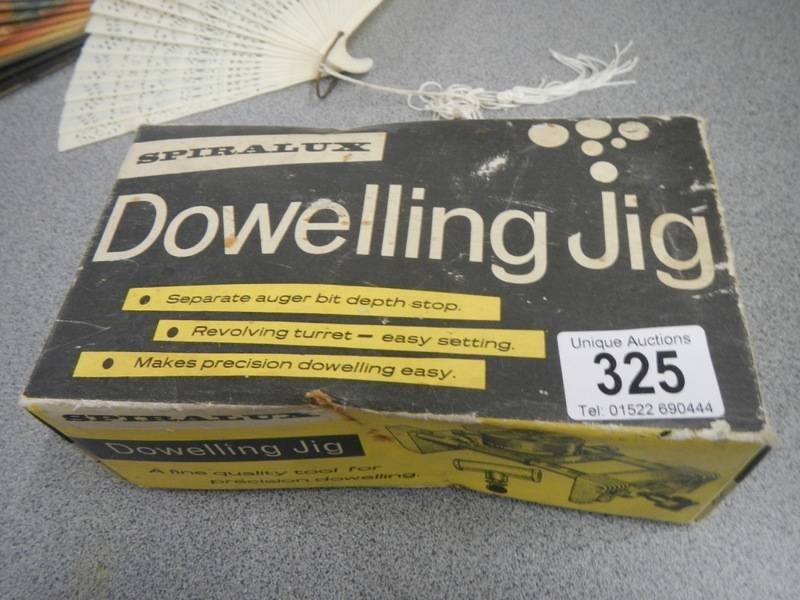 SPIRALUX
Dowelling Jig
Separate auger bit depth stop.
Revolving turret — easy setting.
Makes precision dowelling easy.
Unique Auctions
325
Tel: 01522 690444
SPIRALUX
Dowelling Jig
A fine quality tool for
precision dowelling.